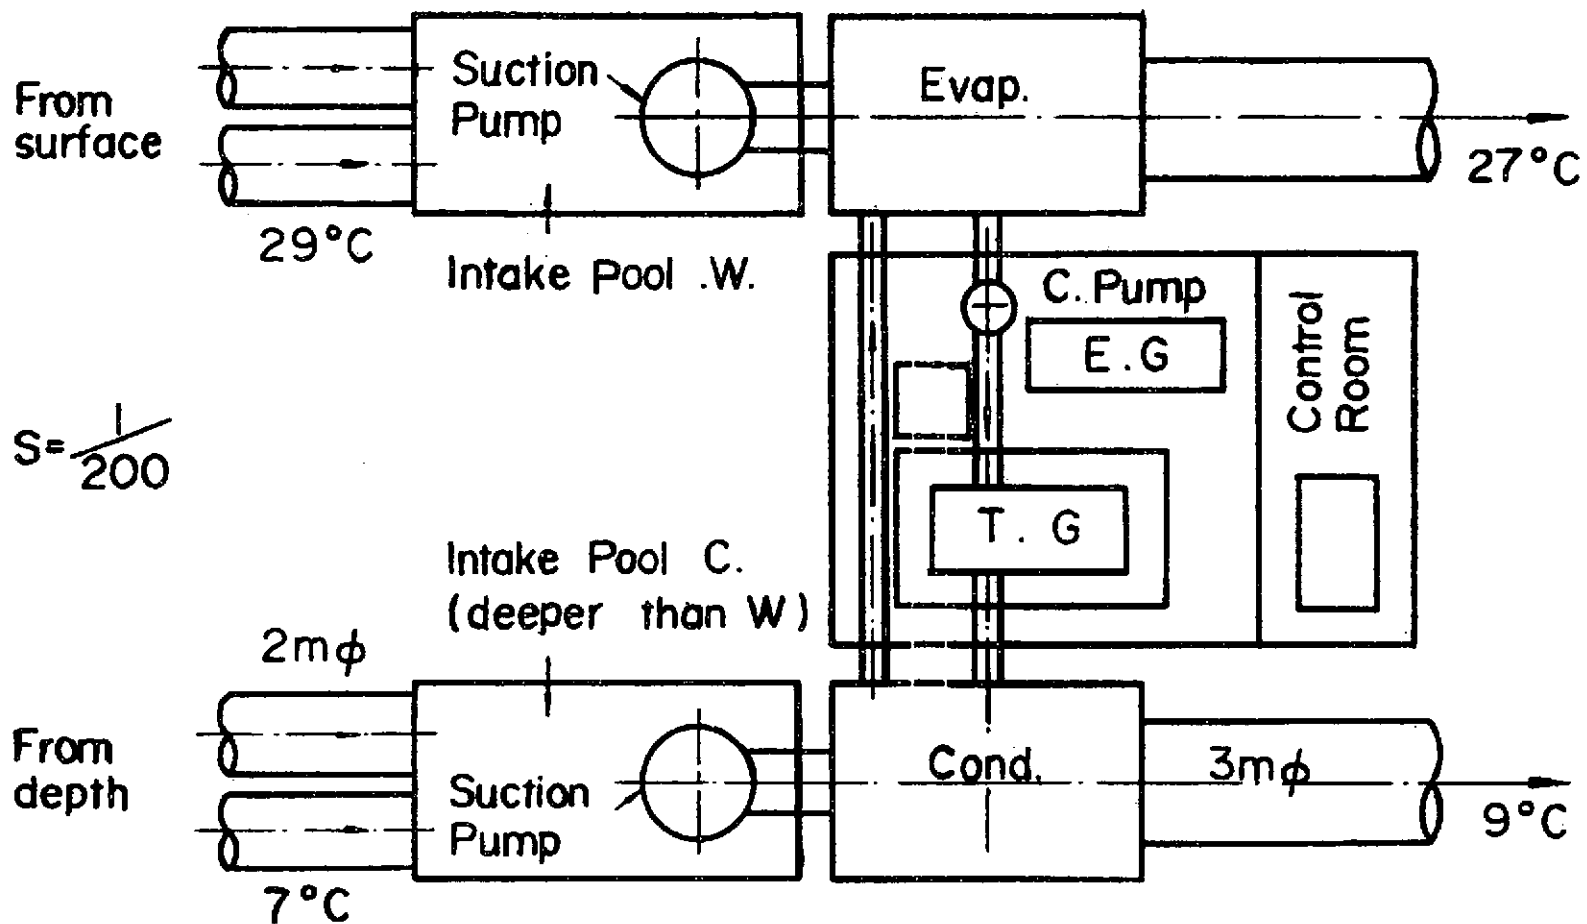 From
surface
Suction
Pump
Evap.
27°C
29°C
Intake Pool .W.
C. Pump
E . G
Control
Room
S= 1/200
T . G
Intake Pool C.
(deeper than W)
2mφ
From
depth
Suction
Pump
Cond.
3mφ
9°C
7°C